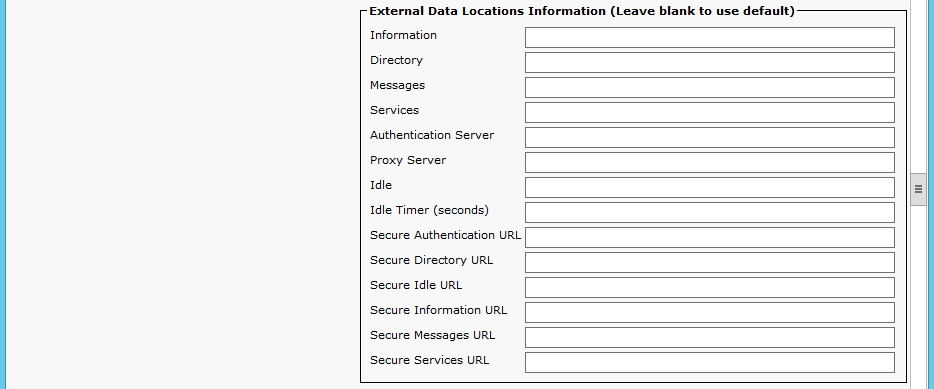 External Data Locations Information (Leave blank to use default)
Information
Directory
Messages
Services
Authentication Server
Proxy Server
Idle
Idle Timer (seconds)
Secure Authentication URL
Secure Directory URL
Secure Idle URL
Secure Information URL
Secure Messages URL
Secure Services URL